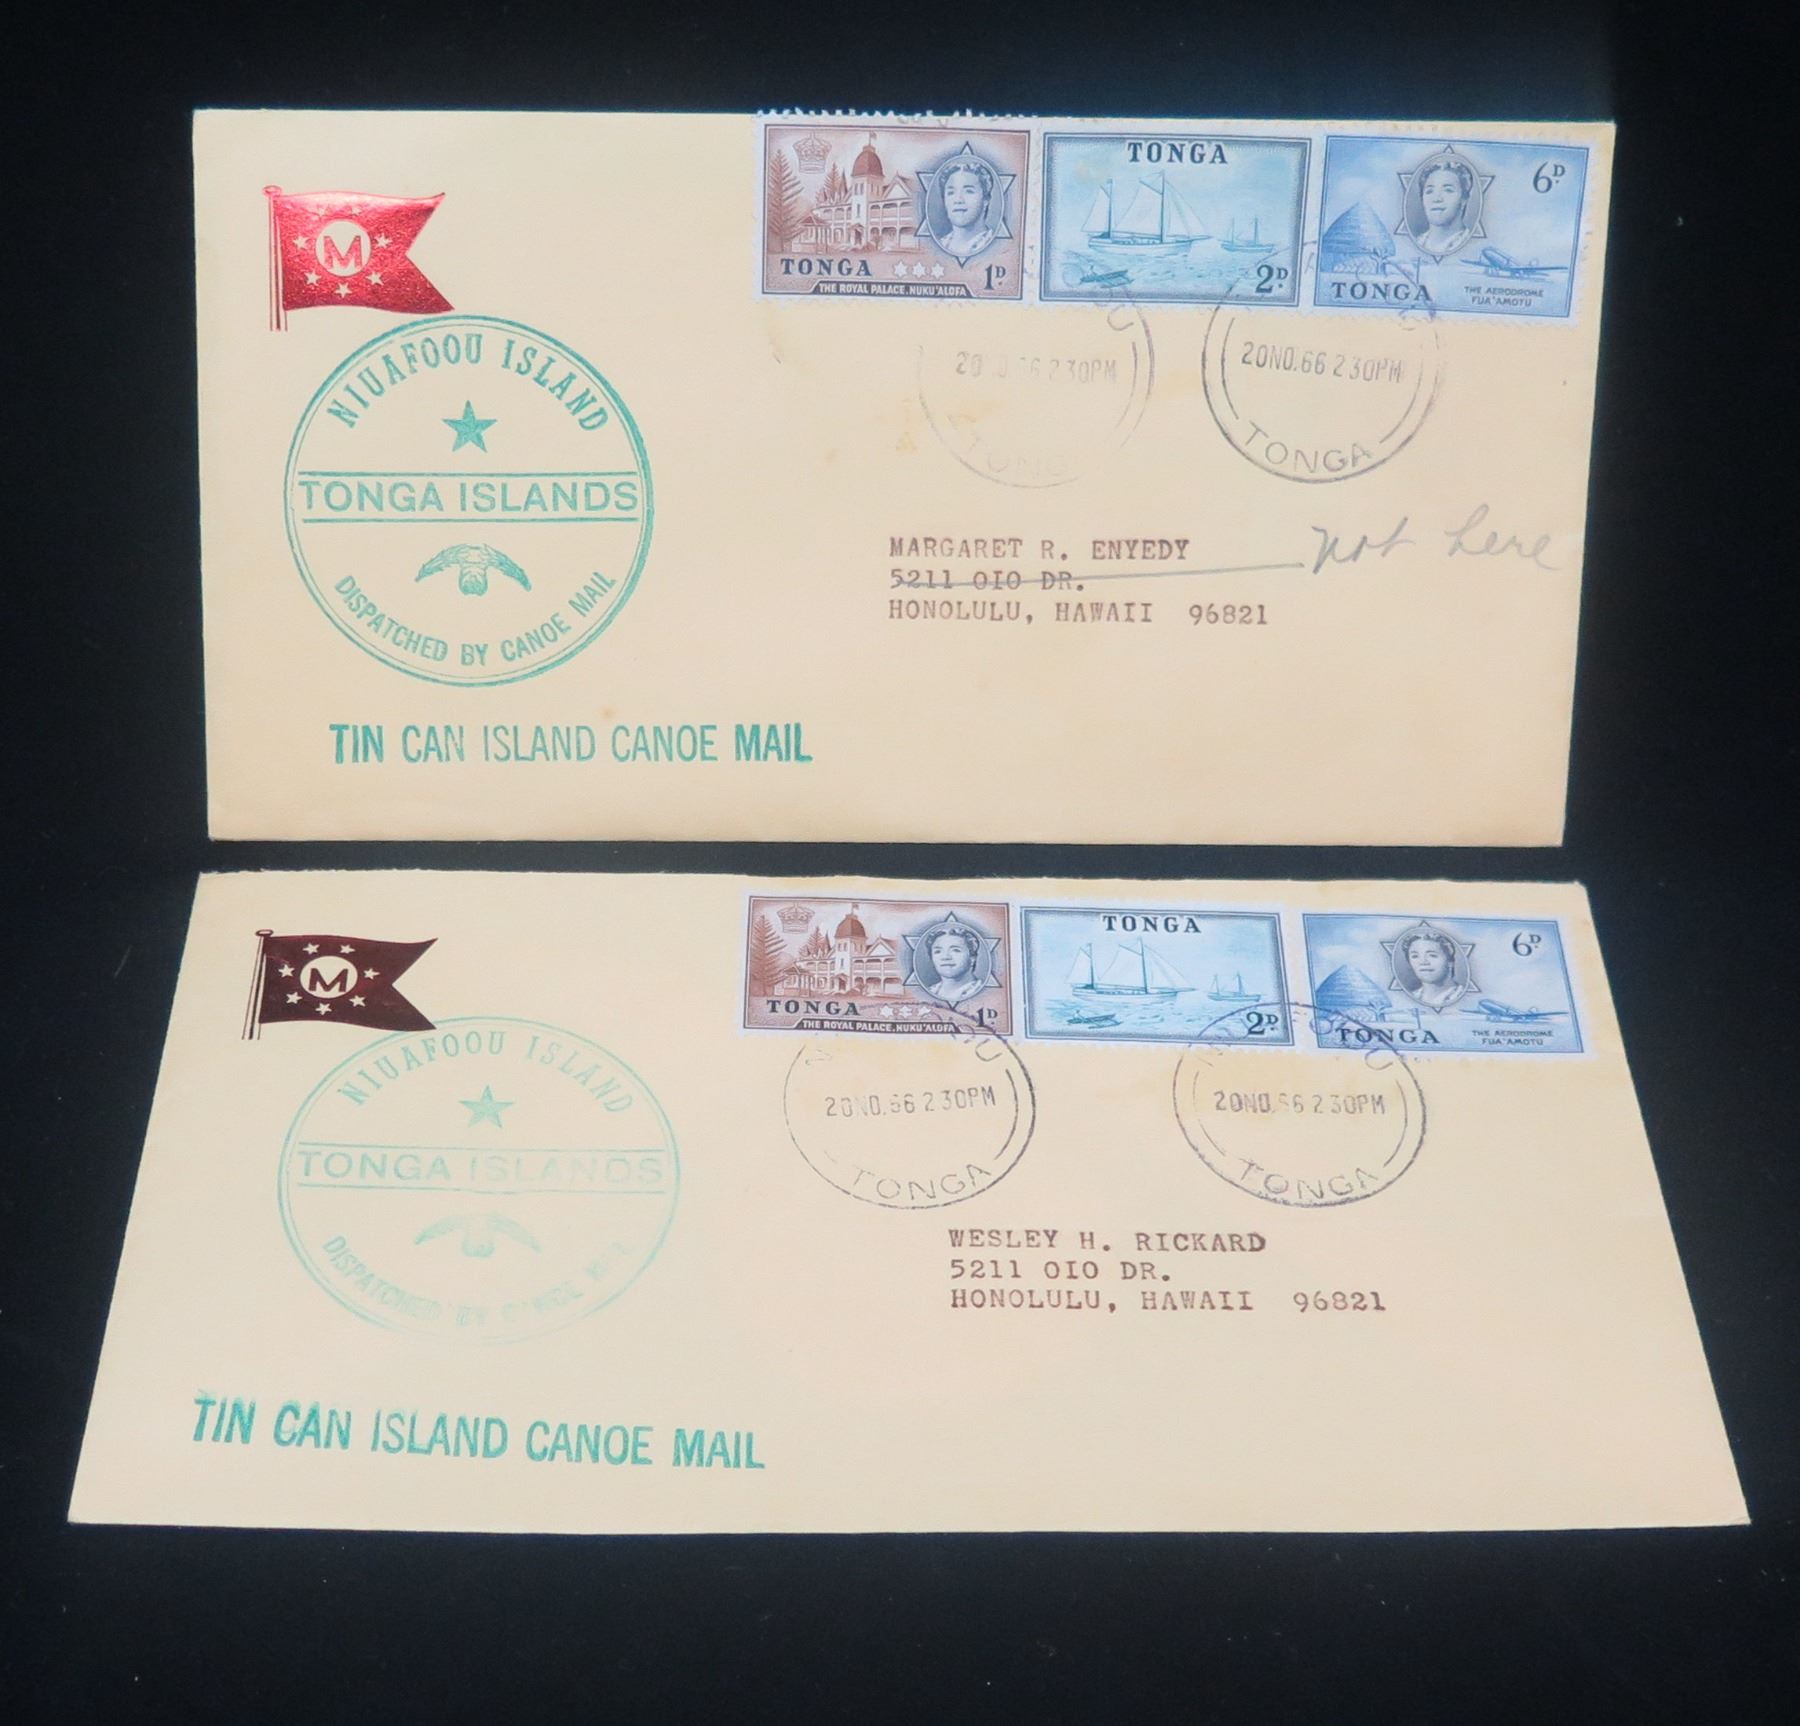 M
TONGA
1D
THE ROYAL PALACE, NUKU'ALOFA
TONGA
2D
6D
TONGA
THE AERODROME
FUA'AMOTU
NIUAFOOU ISLAND
TONGA ISLANDS
DISPATCHED BY CANOE MAIL
TIN CAN ISLAND CANOE MAIL
2 30PM
TONGA
20NO.66 2 30PM
TONGA
MARGARET R. ENYEDY
not here
5211 OIO DR.
HONOLULU, HAWAII 96821
M
TONGA
1D
THE ROYAL PALACE, NUKU'ALOFA
TONGA
2D
6D
TONGA
THE AERODROME
FUA'AMOTU
NIUAFOOU ISLAND
TONGA ISLANDS
DISPATCHED BY
TIN CAN ISLAND CANOE MAIL
20NO.66 2 30PM
TONGA
20NO.66 2 30PM
TONGA
WESLEY H. RICKARD
5211 OIO DR.
HONOLULU, HAWAII 96821